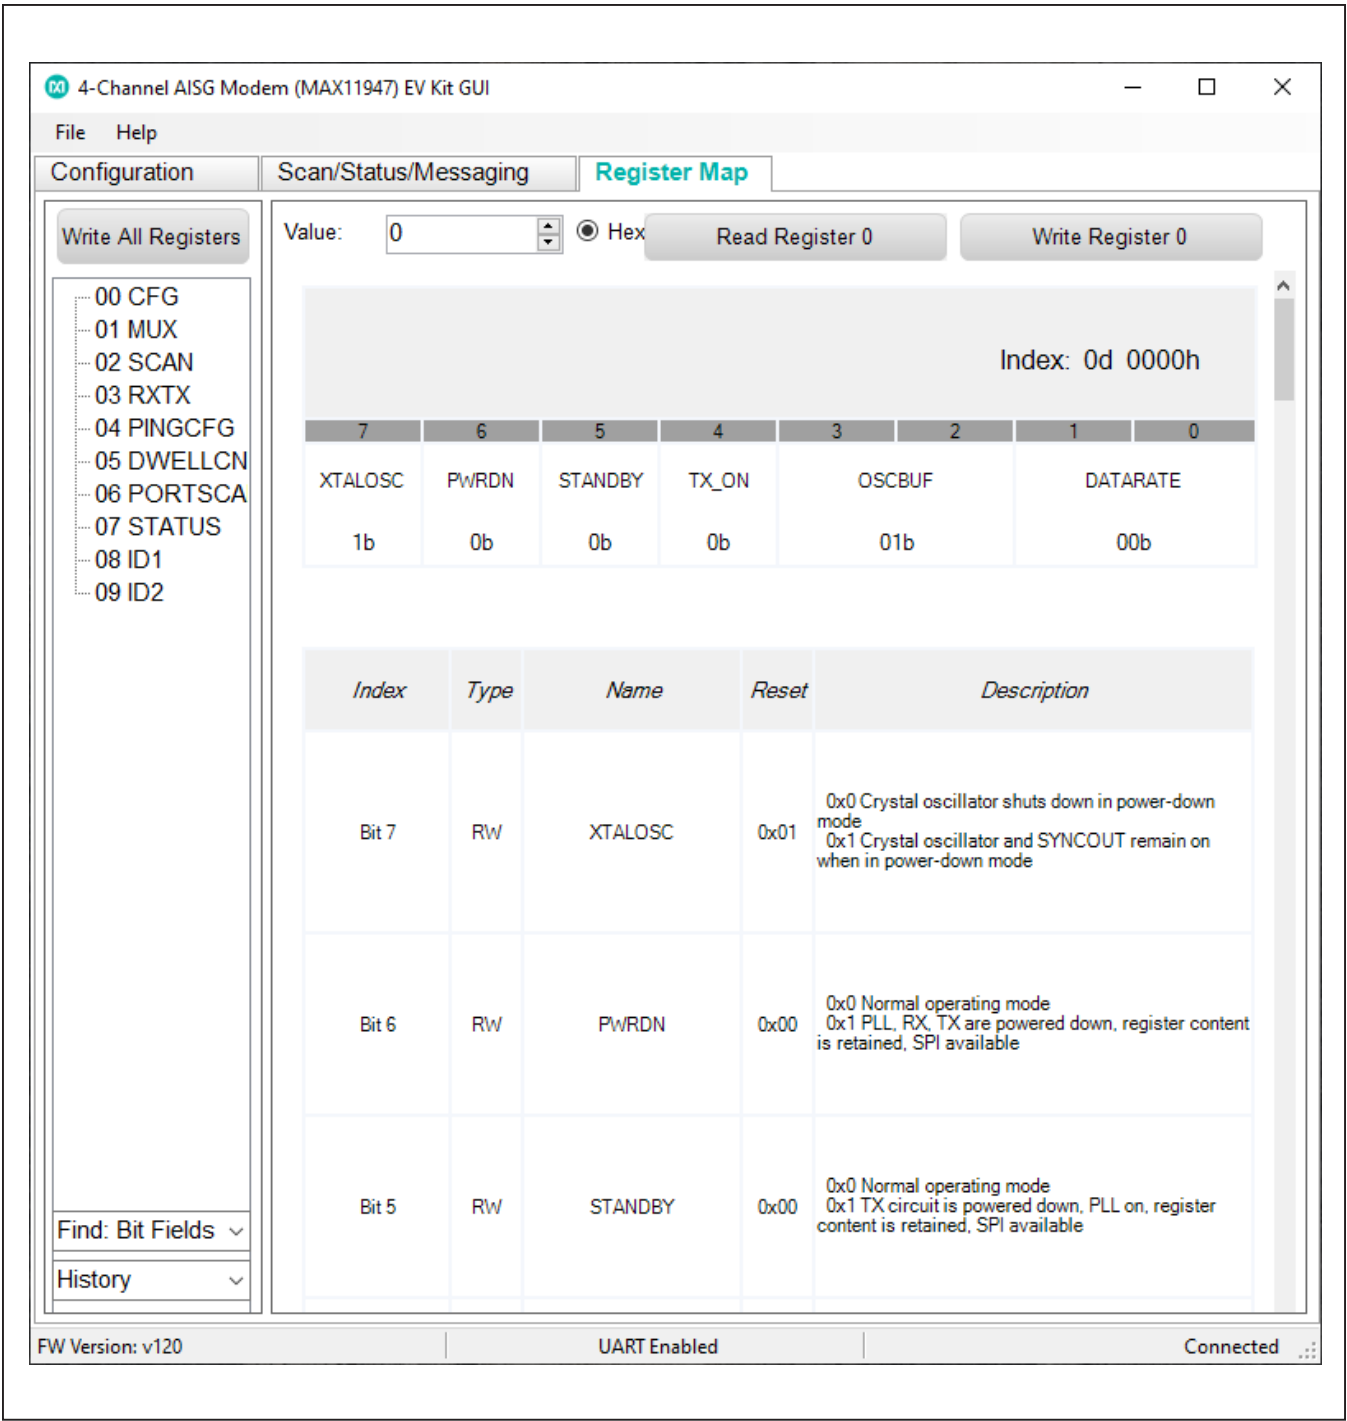 4-Channel AISG Modem (MAX11947) EV Kit GUI
File Help
Configuration Scan/Status/Messaging Register Map
Write All Registers
00 CFG
01 MUX
02 SCAN
03 RXTX
04 PINGCFG
05 DWELLCN
06 PORTSCA
07 STATUS
08 ID1
09 ID2
Find: Bit Fields
History
Value: 0 Hex Read Register 0 Write Register 0
Index: 0d 0000h
7 6 5 4 3 2 1 0
XTALOSC PWRDN STANDBY TX_ON OSCBUF DATARATE
1b 0b 0b 0b 01b 00b
Index Type Name Reset Description
Bit 7 RW XTALOSC 0x01
0x0 Crystal oscillator shuts down in power-down
mode
0x1 Crystal oscillator and SYNCOUT remain on
when in power-down mode
Bit 6 RW PWRDN 0x00
0x0 Normal operating mode
0x1 PLL, RX, TX are powered down, register content
is retained, SPI available
Bit 5 RW STANDBY 0x00
0x0 Normal operating mode
0x1 TX circuit is powered down, PLL on, register
content is retained, SPI available
FW Version: v120 UART Enabled Connected